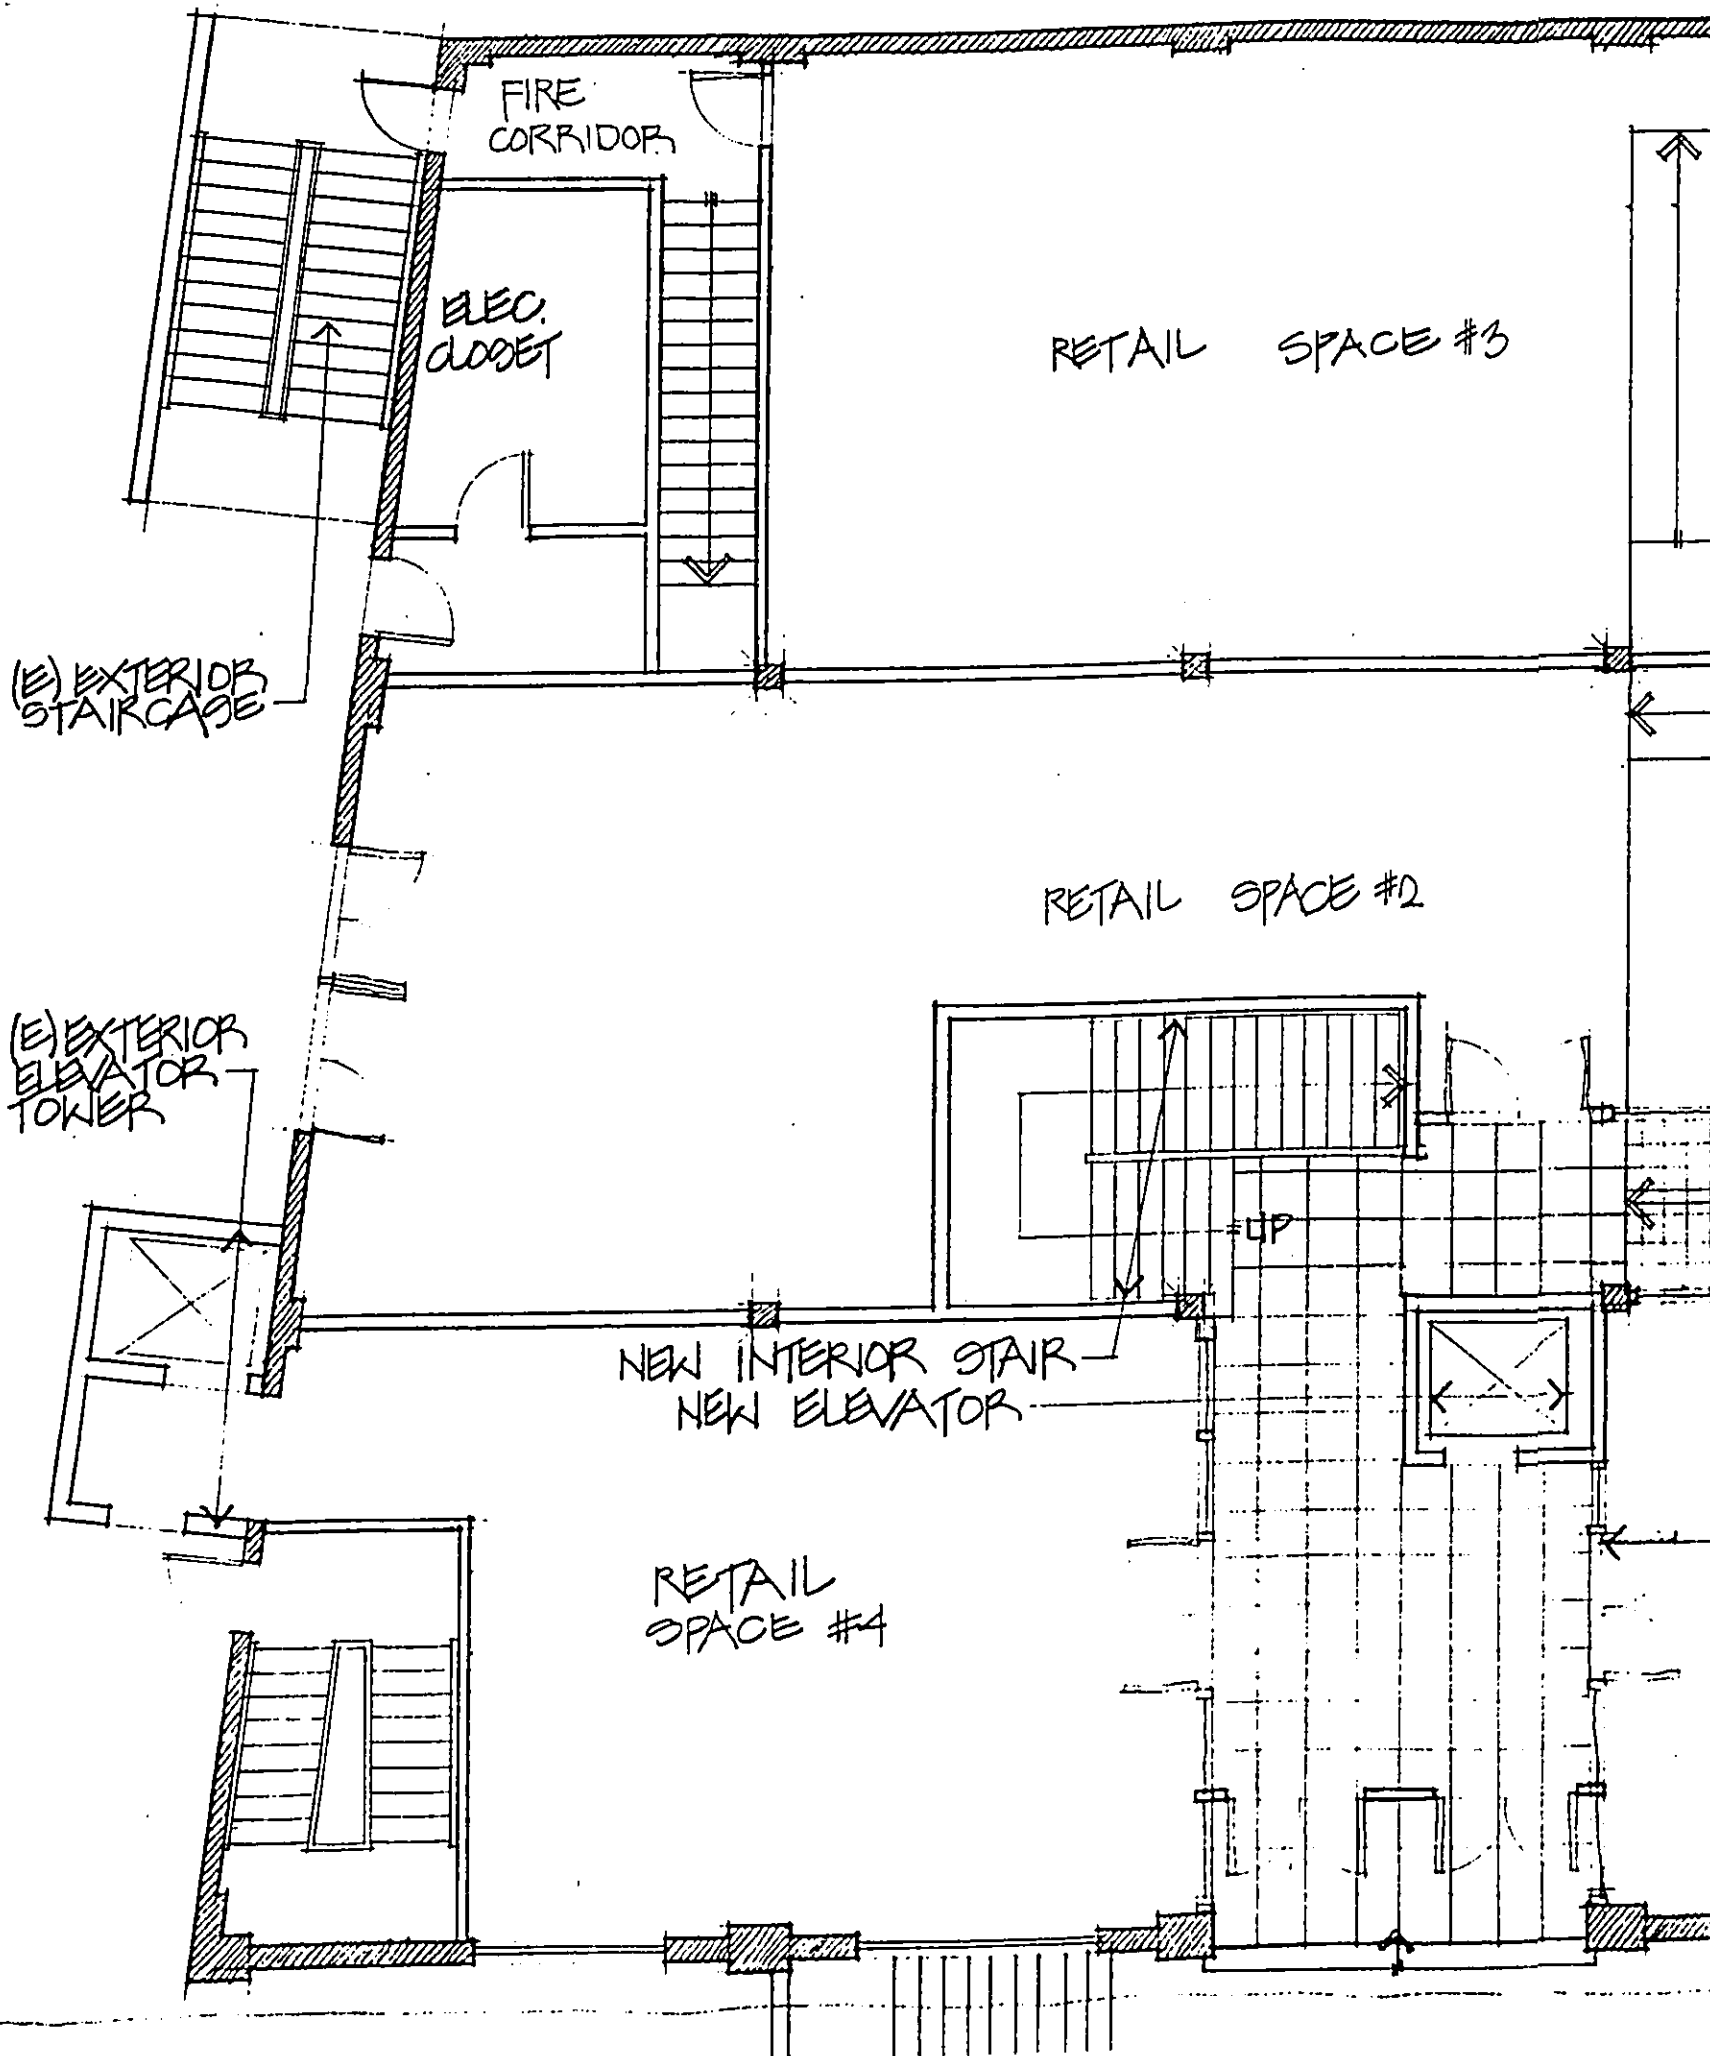 FIRE
CORRIDOR
ELEC.
CLOSET
RETAIL SPACE #3
(E) EXTERIOR
STAIRCASE
RETAIL SPACE #2
(E) EXTERIOR
ELEVATOR
TOWER
UP
NEW INTERIOR STAIR
NEW ELEVATOR
RETAIL
SPACE #4